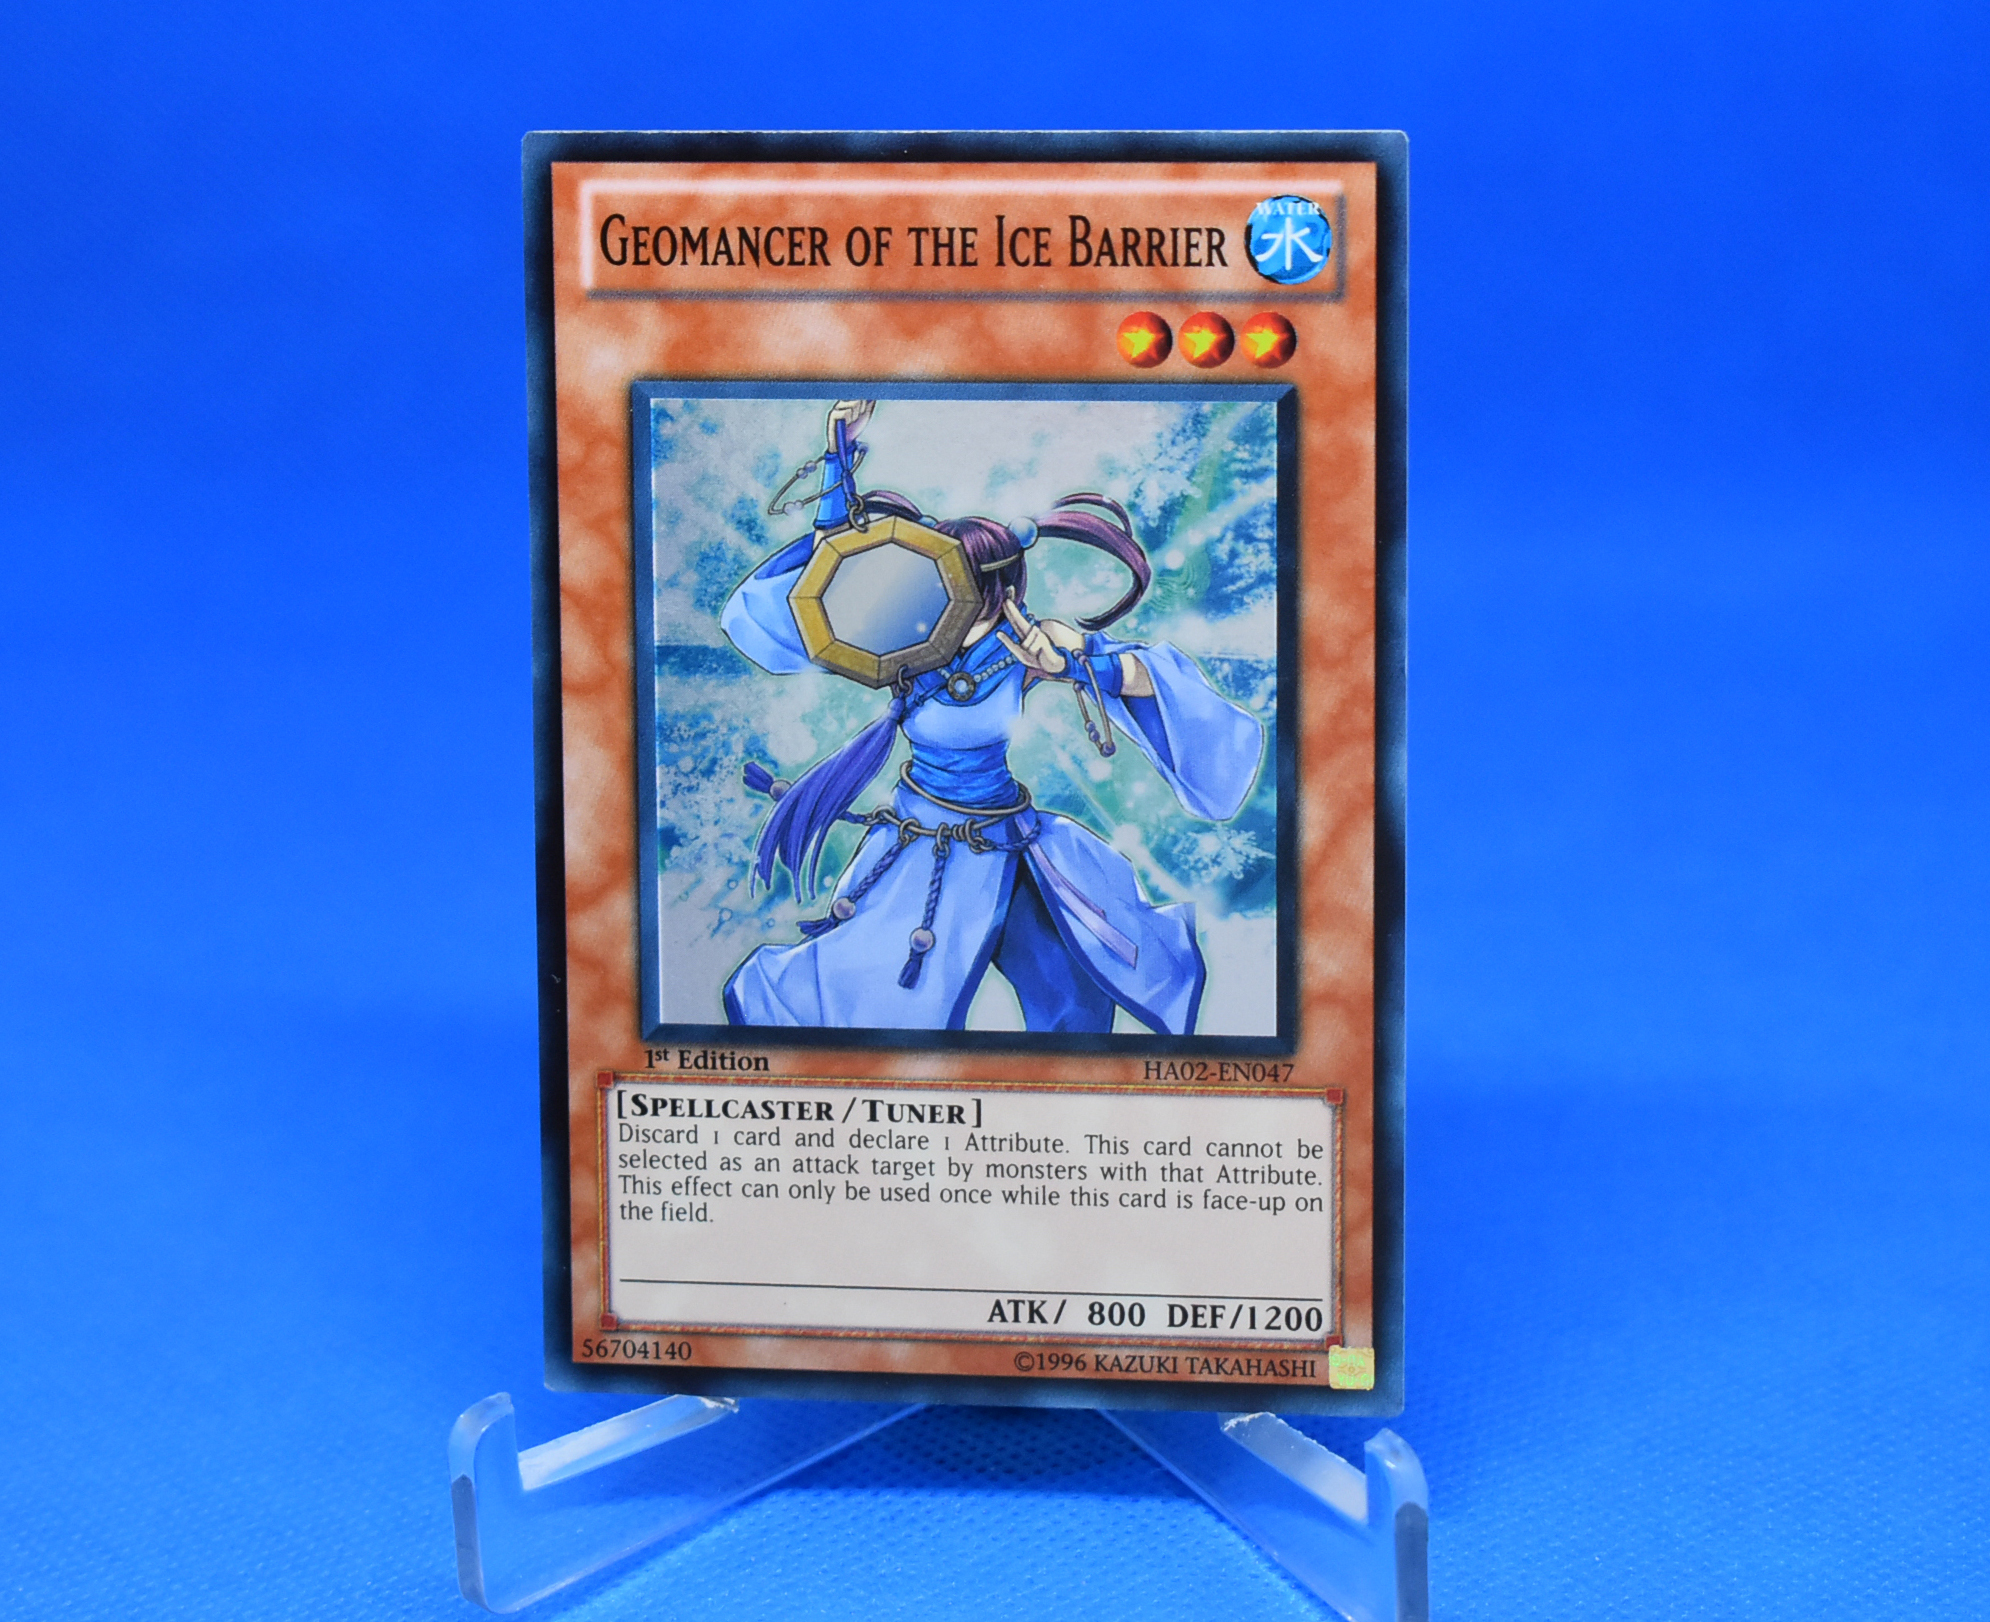 GEOMANCER OF THE ICE BARRIER
WATER
水
1st Edition
HA02-EN047
[SPELLCASTER / TUNER]
Discard 1 card and declare 1 Attribute. This card cannot be
selected as an attack target by monsters with that Attribute.
This effect can only be used once while this card is face-up on
the field.
ATK/ 800 DEF/1200
56704140
©1996 KAZUKI TAKAHASHI